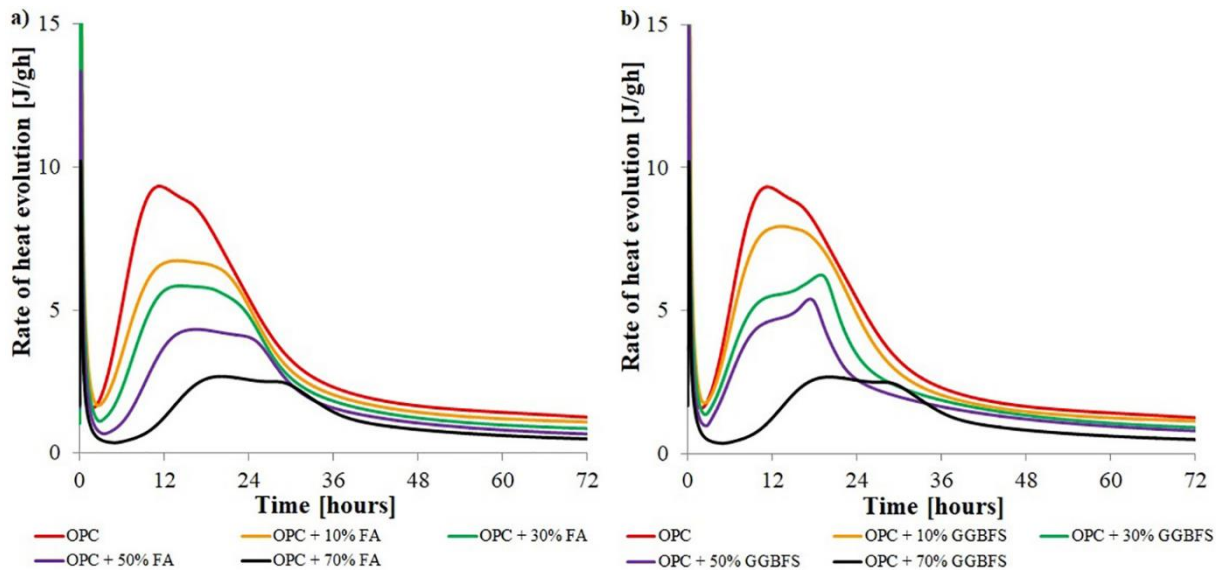 a)
Rate of heat evolution [J/gh]
15
10
5
0
0 12 24 36 48 60 72
Time [hours]
OPC OPC + 10% FA OPC + 30% FA
OPC + 50% FA OPC + 70% FA
b)
Rate of heat evolution [J/gh]
15
10
5
0
0 12 24 36 48 60 72
Time [hours]
OPC OPC + 10% GGBFS OPC + 30% GGBFS
OPC + 50% GGBFS OPC + 70% GGBFS